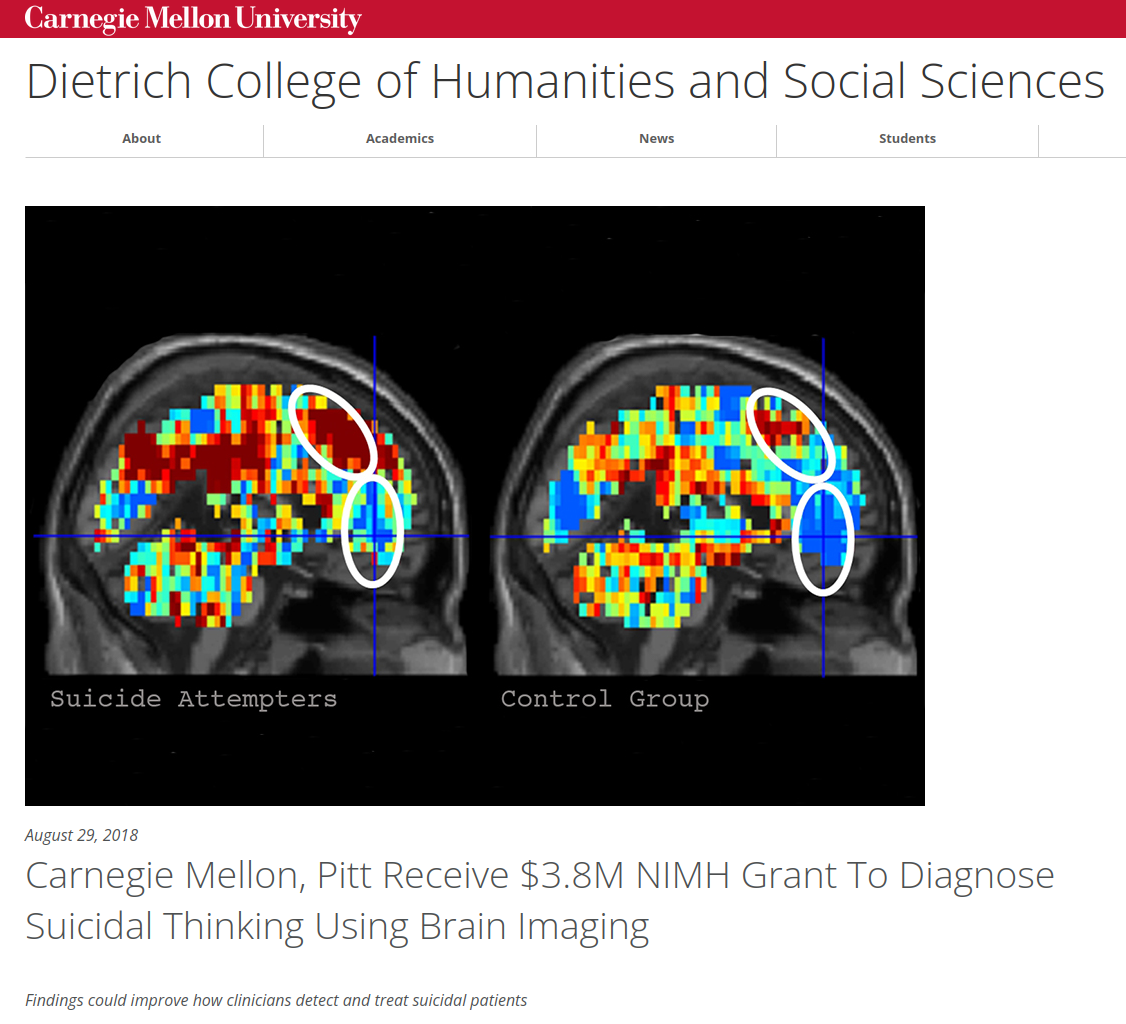 Carnegie Mellon University
Dietrich College of Humanities and Social Sciences
About
Academics
News
Students
Suicide Attempters
Control Group
August 29, 2018
Carnegie Mellon, Pitt Receive $3.8M NIMH Grant To Diagnose
Suicidal Thinking Using Brain Imaging
Findings could improve how clinicians detect and treat suicidal patients